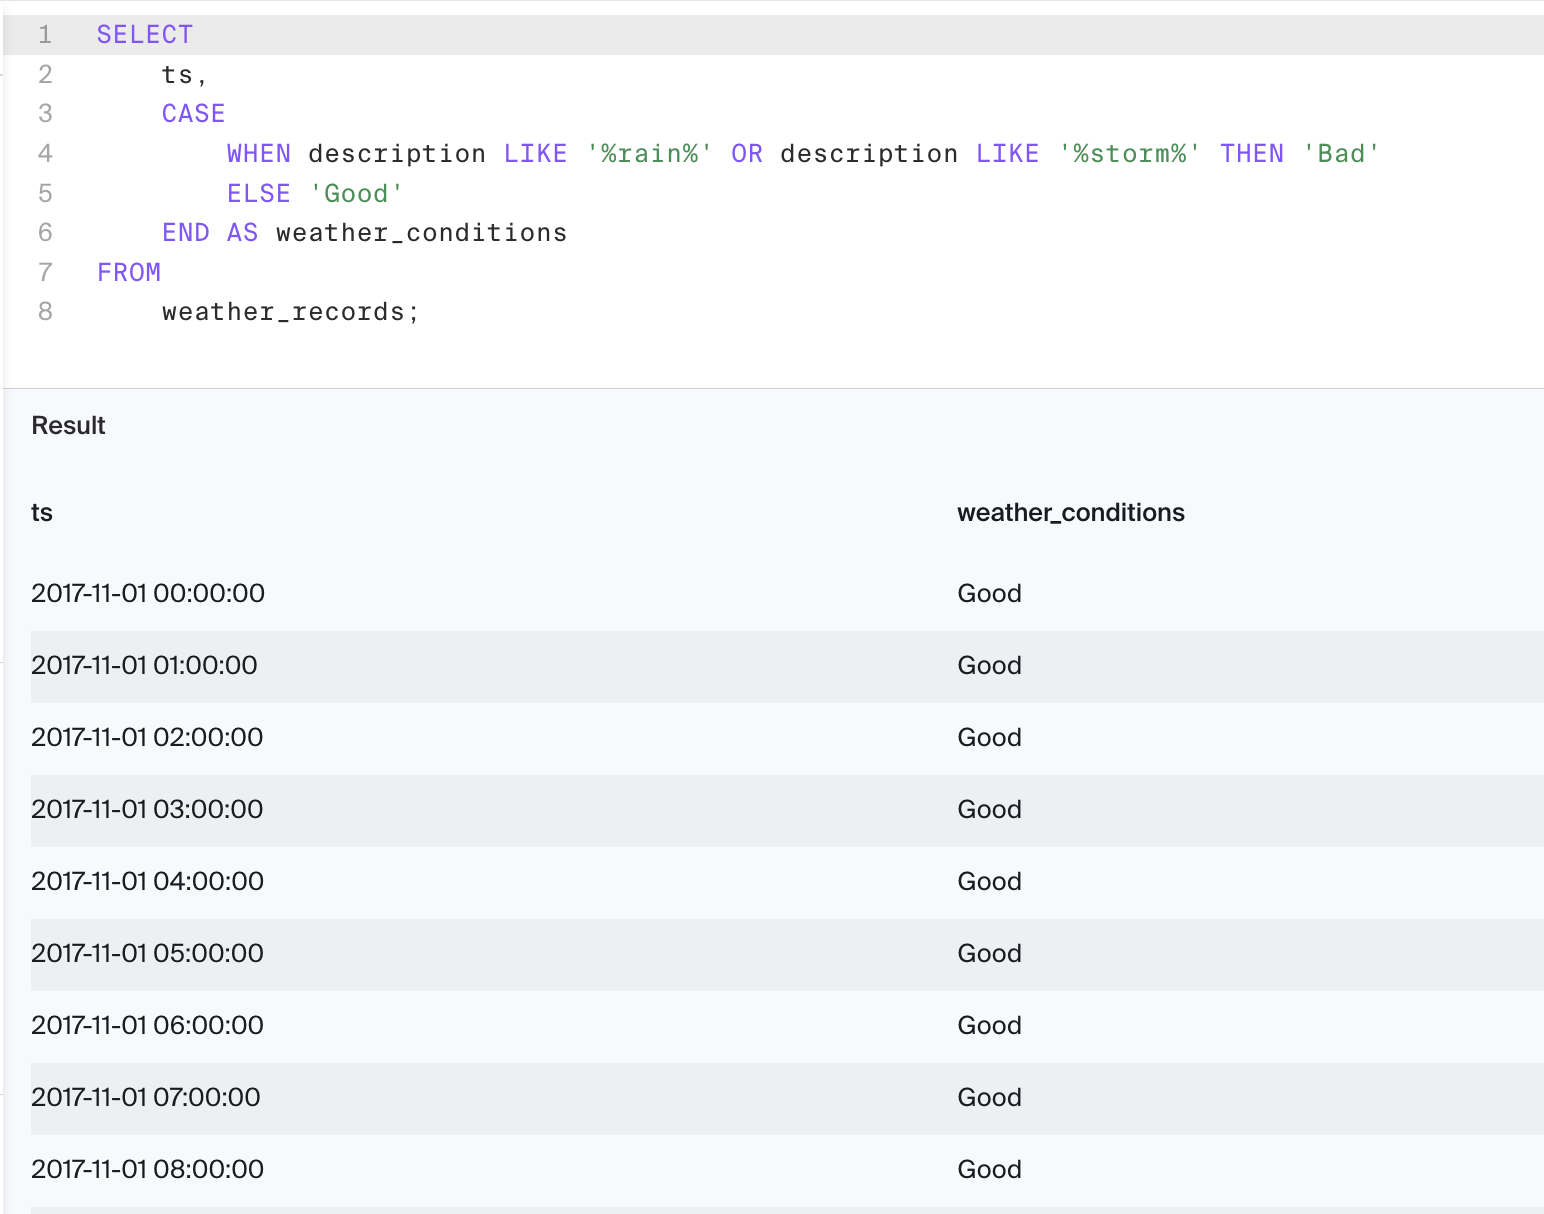 1 SELECT
2     ts,
3     CASE
4         WHEN description LIKE '%rain%' OR description LIKE '%storm%' THEN 'Bad'
5         ELSE 'Good'
6     END AS weather_conditions
7 FROM
8     weather_records;
Result
ts weather_conditions
2017-11-01 00:00:00 Good
2017-11-01 01:00:00 Good
2017-11-01 02:00:00 Good
2017-11-01 03:00:00 Good
2017-11-01 04:00:00 Good
2017-11-01 05:00:00 Good
2017-11-01 06:00:00 Good
2017-11-01 07:00:00 Good
2017-11-01 08:00:00 Good